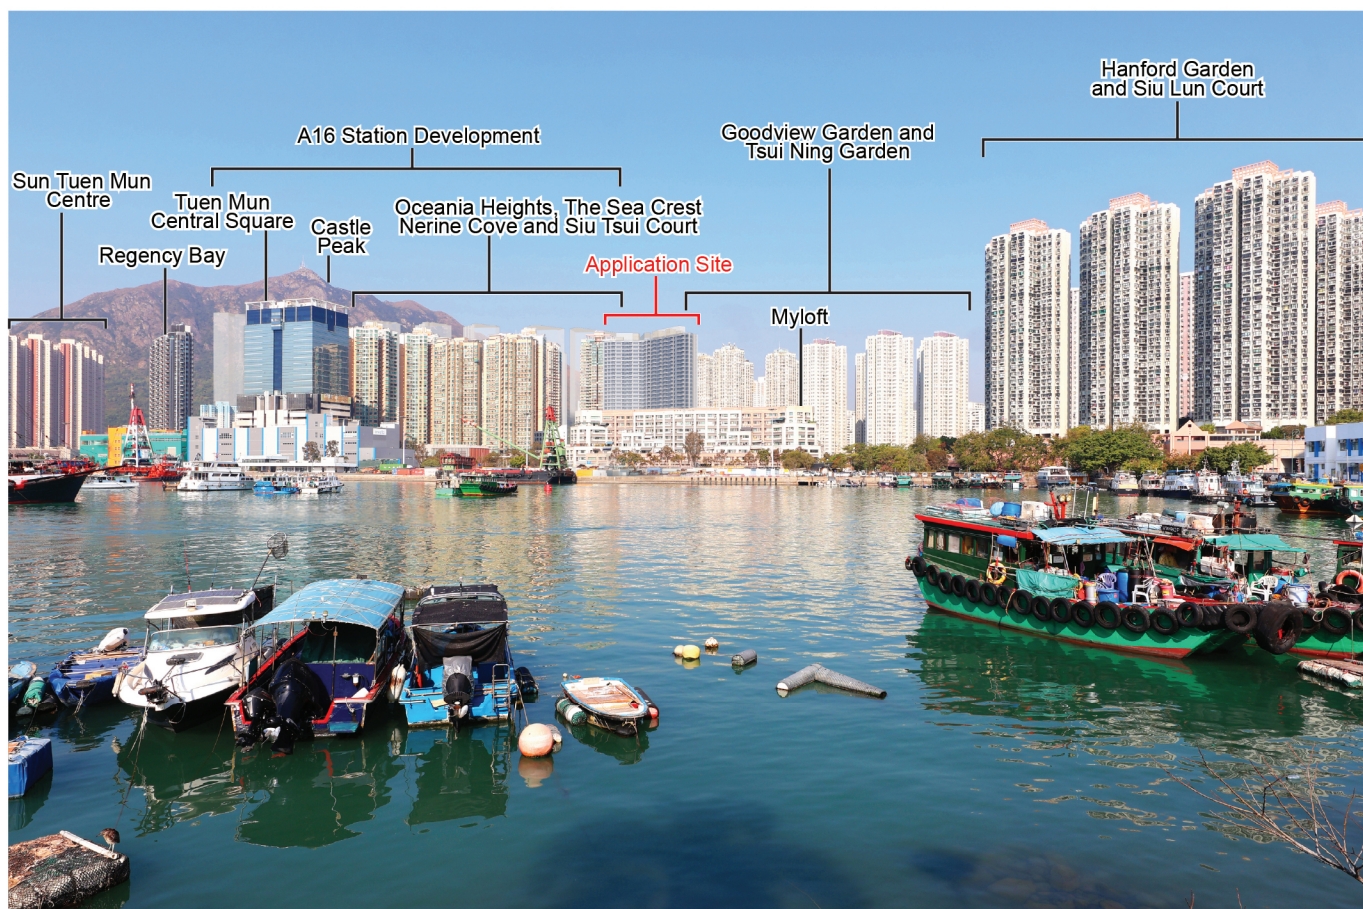 Hanford Garden
and Siu Lun Court
A16 Station Development
Goodview Garden and
Tsui Ning Garden
Sun Tuen Mun
Centre
Tuen Mun
Central Square
Castle
Peak
Oceania Heights, The Sea Crest
Nerine Cove and Siu Tsui Court
Regency Bay
Application Site
Myloft